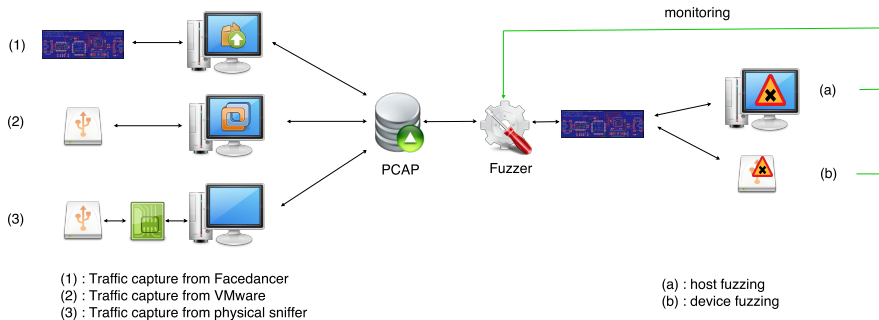 monitoring
(1)
(a)
(2)
PCAP
Fuzzer
(b)
(3)
(1) : Traffic capture from Facedancer
(2) : Traffic capture from VMware
(3) : Traffic capture from physical sniffer
(a) : host fuzzing
(b) : device fuzzing